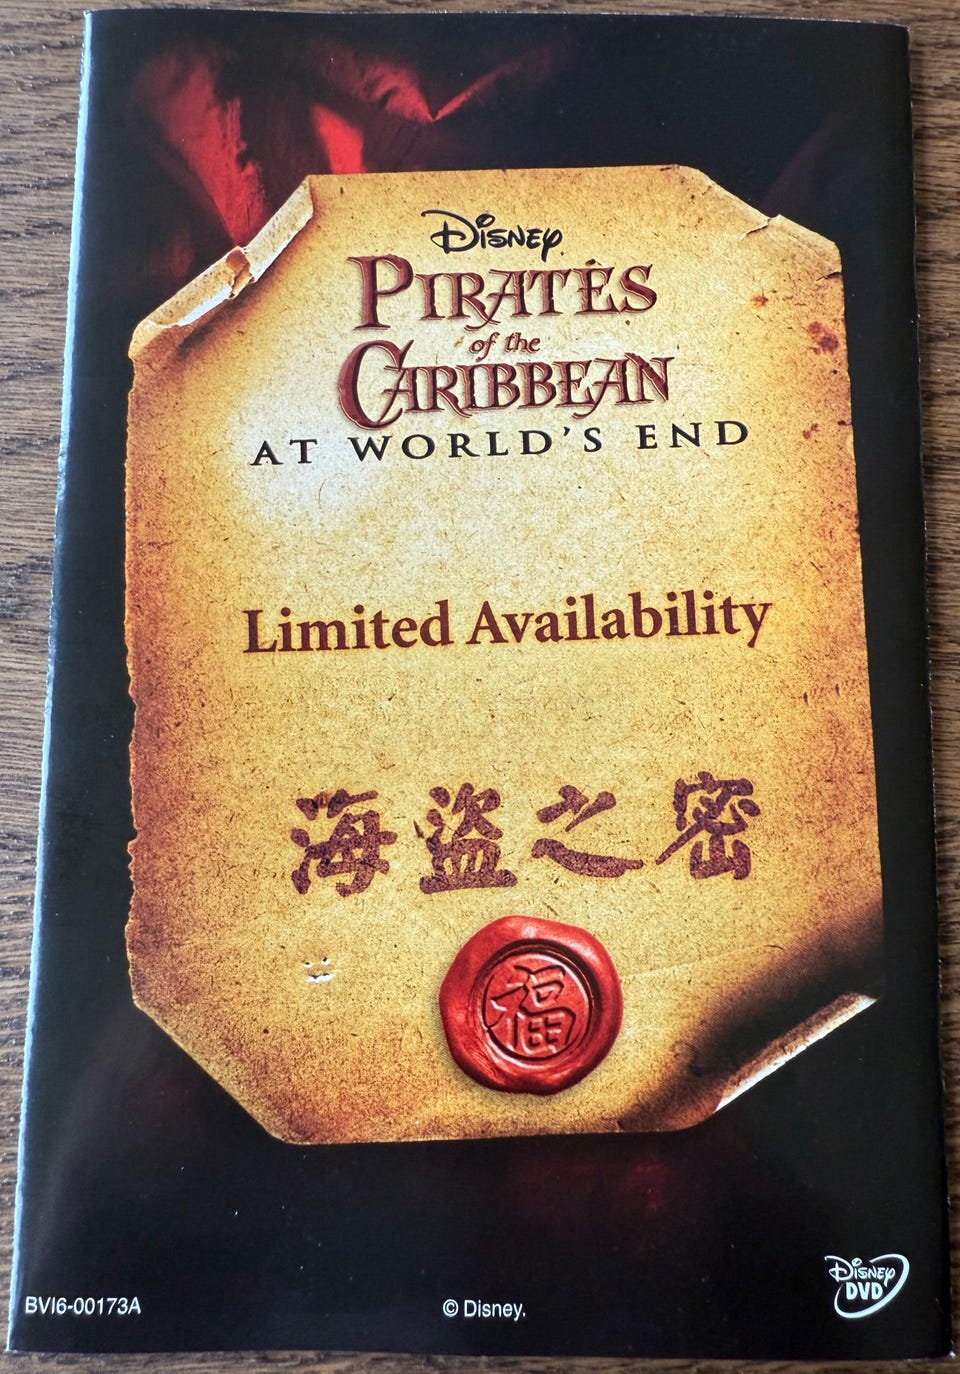 Disney
PIRATES
of the
CARIBBEAN
AT WORLD'S END
Limited Availability
海盗之密
福
BVI6-00173A
© Disney.
Disney
DVD